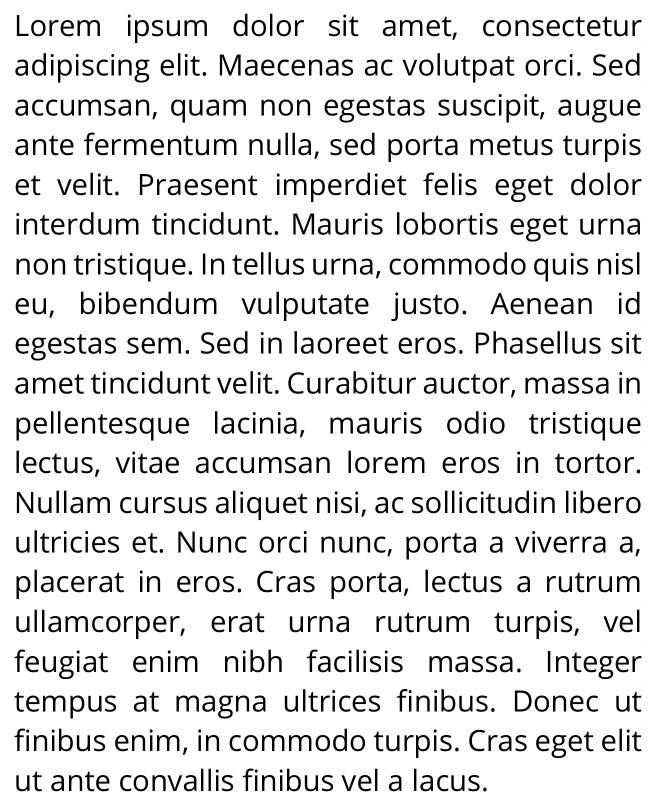 Lorem ipsum dolor sit amet, consectetur
adipiscing elit. Maecenas ac volutpat orci. Sed
accumsan, quam non egestas suscipit, augue
ante fermentum nulla, sed porta metus turpis
et velit. Praesent imperdiet felis eget dolor
interdum tincidunt. Mauris lobortis eget urna
non tristique. In tellus urna, commodo quis nisl
eu, bibendum vulputate justo. Aenean id
egestas sem. Sed in laoreet eros. Phasellus sit
amet tincidunt velit. Curabitur auctor, massa in
pellentesque lacinia, mauris odio tristique
lectus, vitae accumsan lorem eros in tortor.
Nullam cursus aliquet nisi, ac sollicitudin libero
ultricies et. Nunc orci nunc, porta a viverra a,
placerat in eros. Cras porta, lectus a rutrum
ullamcorper, erat urna rutrum turpis, vel
feugiat enim nibh facilisis massa. Integer
tempus at magna ultrices finibus. Donec ut
finibus enim, in commodo turpis. Cras eget elit
ut ante convallis finibus vel a lacus.